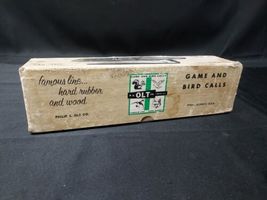 famous line...
hard rubber
and wood
PHILIP S. OLT CO.
OLT
GAME AND
BIRD CALLS